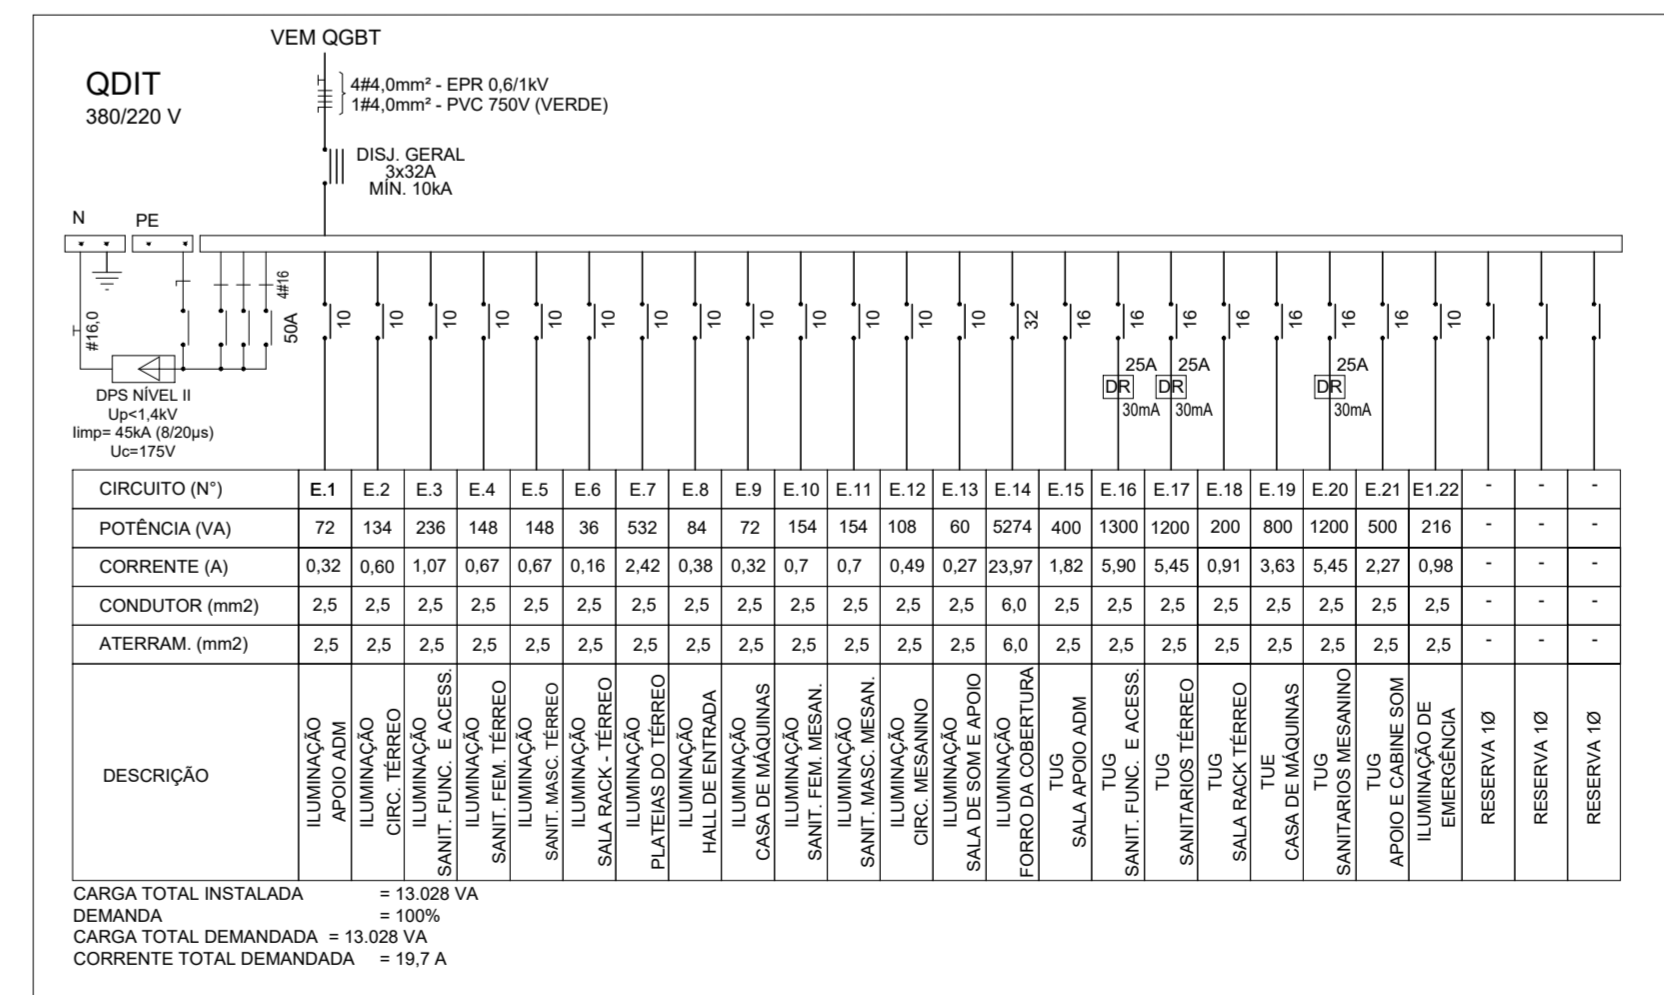 VEM QGBT
QDIT
380/220 V
4#4,0mm² - EPR 0,6/1kV
1#4,0mm² - PVC 750V (VERDE)
DISJ. GERAL
3x32A
MÍN. 10kA
N
PE
#16,0
4#16
50A
DPS NÍVEL II
Up<1,4kV
Iimp= 45kA (8/20µs)
Uc=175V
10 10 10 10 10 10 10 10 10 10 10 10 10 32 16 16 16 16 16 16 16 10
25A 25A 25A
DR DR DR
30mA 30mA 30mA
CIRCUITO (N°) E.1 E.2 E.3 E.4 E.5 E.6 E.7 E.8 E.9 E.10 E.11 E.12 E.13 E.14 E.15 E.16 E.17 E.18 E.19 E.20 E.21 E1.22 - - -
POTÊNCIA (VA) 72 134 236 148 148 36 532 84 72 154 154 108 60 5274 400 1300 1200 200 800 1200 500 216 - - -
CORRENTE (A) 0,32 0,60 1,07 0,67 0,67 0,16 2,42 0,38 0,32 0,7 0,7 0,49 0,27 23,97 1,82 5,90 5,45 0,91 3,63 5,45 2,27 0,98 - - -
CONDUTOR (mm2) 2,5 2,5 2,5 2,5 2,5 2,5 2,5 2,5 2,5 2,5 2,5 2,5 2,5 6,0 2,5 2,5 2,5 2,5 2,5 2,5 2,5 2,5 - - -
ATERRAM. (mm2) 2,5 2,5 2,5 2,5 2,5 2,5 2,5 2,5 2,5 2,5 2,5 2,5 2,5 6,0 2,5 2,5 2,5 2,5 2,5 2,5 2,5 2,5 - - -
DESCRIÇÃO
ILUMINAÇÃO
APOIO ADM
ILUMINAÇÃO
CIRC. TÉRREO
ILUMINAÇÃO
SANIT. FUNC. E ACESS.
ILUMINAÇÃO
SANIT. FEM. TÉRREO
ILUMINAÇÃO
SANIT. MASC. TÉRREO
ILUMINAÇÃO
SALA RACK - TÉRREO
ILUMINAÇÃO
PLATEIAS DO TÉRREO
ILUMINAÇÃO
HALL DE ENTRADA
ILUMINAÇÃO
CASA DE MÁQUINAS
ILUMINAÇÃO
SANIT. FEM. MESAN.
ILUMINAÇÃO
SANIT. MASC. MESAN.
ILUMINAÇÃO
CIRC. MESANINO
ILUMINAÇÃO
SALA DE SOM E APOIO
ILUMINAÇÃO
FORRO DA COBERTURA
TUG
SALA APOIO ADM
TUG
SANIT. FUNC. E ACESS.
TUG
SANITARIOS TÉRREO
TUG
SALA RACK TÉRREO
TUE
CASA DE MÁQUINAS
TUG
SANITARIOS MESANINO
TUG
APOIO E CABINE SOM
ILUMINAÇÃO DE
EMERGÊNCIA
RESERVA 1Ø
RESERVA 1Ø
RESERVA 1Ø
CARGA TOTAL INSTALADA = 13.028 VA
DEMANDA = 100%
CARGA TOTAL DEMANDADA = 13.028 VA
CORRENTE TOTAL DEMANDADA = 19,7 A